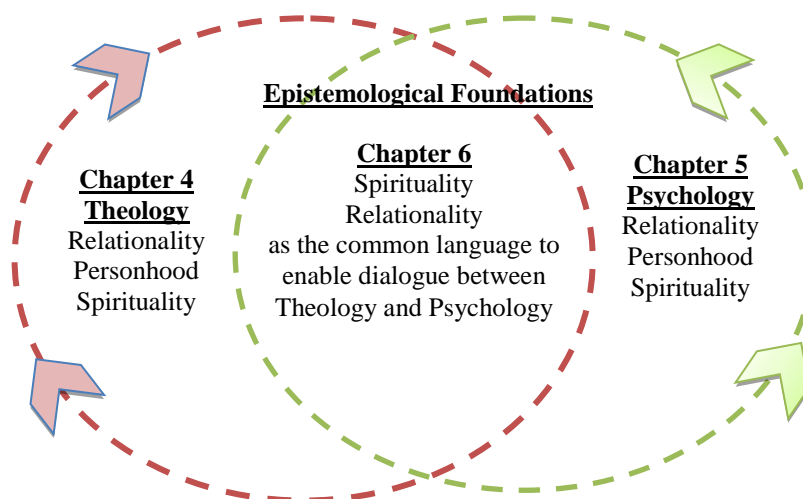 Epistemological Foundations
Chapter 4
Theology
Relationality
Personhood
Spirituality
Chapter 6
Spirituality
Relationality
as the common language to
enable dialogue between
Theology and Psychology
Chapter 5
Psychology
Relationality
Personhood
Spirituality